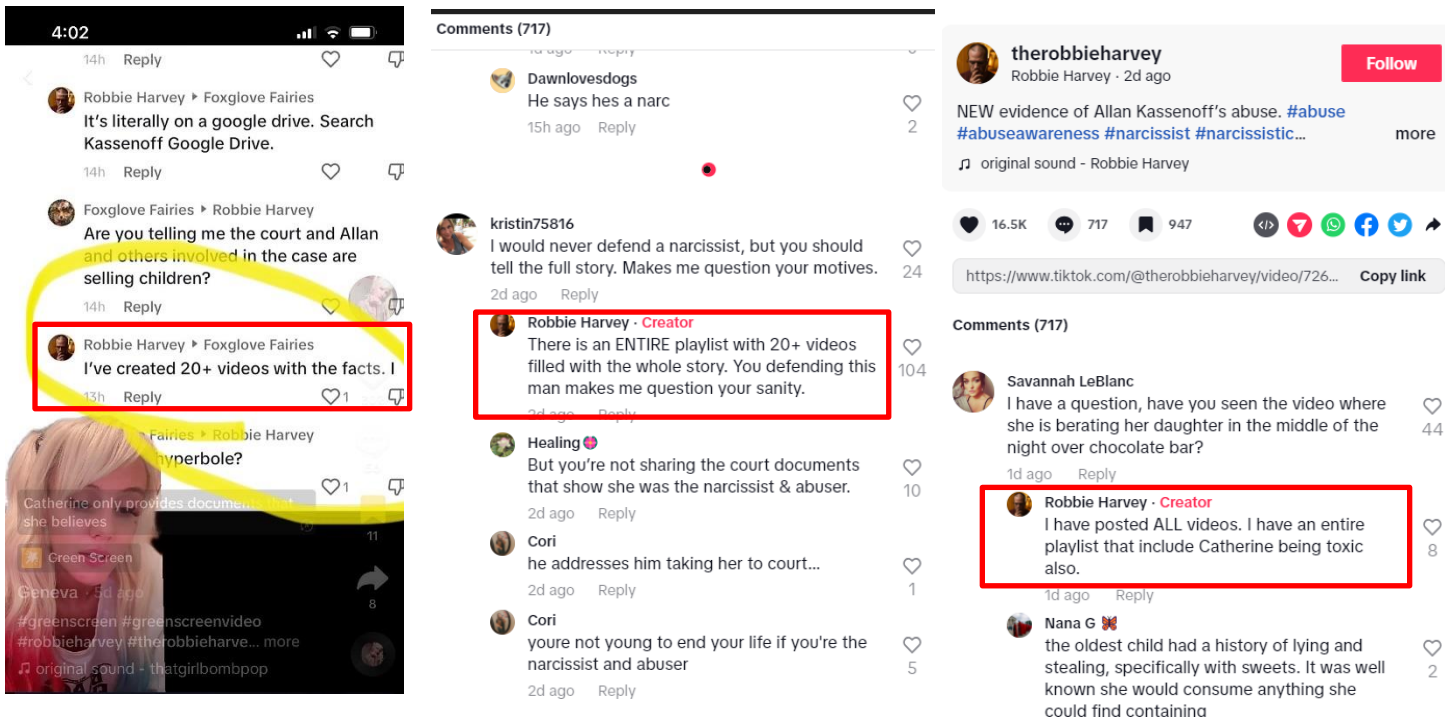 4:02
14h Reply
Robbie Harvey ▸ Foxglove Fairies
It's literally on a google drive. Search
Kassenoff Google Drive.
14h Reply
Foxglove Fairies ▸ Robbie Harvey
Are you telling me the court and Allan
and others involved in the case are
selling children?
14h Reply
Robbie Harvey ▸ Foxglove Fairies
I've created 20+ videos with the facts. I
13h Reply 1
Fairies ▸ Robbie Harvey
hyperbole?
1
Catherine only provides documents that
she believes
Green Screen
11
Geneva · 5d ago
8
#greenscreen #greenscreenvideo
#robbieharvey #therobbieharve... more
original sound - thatgirlbombpop
Comments (717)
1d ago Reply
Dawnlovesdogs
He says hes a narc
15h ago Reply 2
kristin75816
I would never defend a narcissist, but you should
tell the full story. Makes me question your motives.
24
2d ago Reply
Robbie Harvey · Creator
There is an ENTIRE playlist with 20+ videos
filled with the whole story. You defending this
man makes me question your sanity.
104
2d ago Reply
Healing
But you're not sharing the court documents
that show she was the narcissist & abuser.
10
2d ago Reply
Cori
he addresses him taking her to court...
2d ago Reply 1
Cori
youre not young to end your life if you're the
narcissist and abuser
5
2d ago Reply
therobbieharvey
Robbie Harvey · 2d ago
Follow
NEW evidence of Allan Kassenoff's abuse. #abuse
#abuseawareness #narcissist #narcissistic... more
original sound - Robbie Harvey
16.5K 717 947
https://www.tiktok.com/@therobbieharvey/video/726... Copy link
Comments (717)
Savannah LeBlanc
I have a question, have you seen the video where
she is berating her daughter in the middle of the
night over chocolate bar?
44
1d ago Reply
Robbie Harvey · Creator
I have posted ALL videos. I have an entire
playlist that include Catherine being toxic
also.
8
1d ago Reply
Nana G
the oldest child had a history of lying and
stealing, specifically with sweets. It was well
known she would consume anything she
could find containing
2